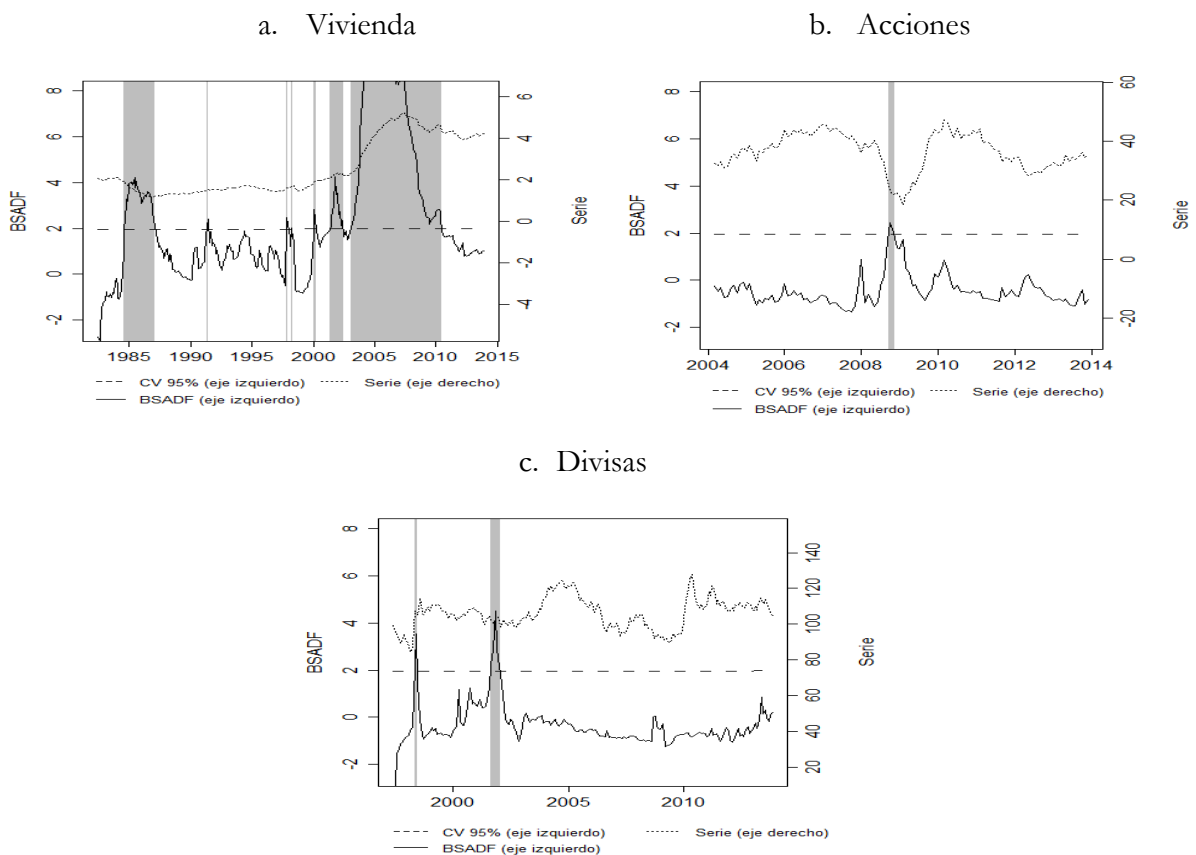 a. Vivienda
b. Acciones
BSADF
8
6
4
2
0
-2
6
4
2
0
-2
4
6
Serie
1985 1990 1995 2000 2005 2010 2015
CV 95% (eje izquierdo) Serie (eje derecho)
BSADF (eje izquierdo)
BSADF
8
6
4
2
0
-2
60
40
20
0
-20
Serie
2004 2006 2008 2010 2012 2014
CV 95% (eje izquierdo) Serie (eje derecho)
BSADF (eje izquierdo)
c. Divisas
BSADF
8
6
4
2
0
-2
140
120
100
80
60
40
20
Serie
2000 2005 2010
CV 95% (eje izquierdo) Serie (eje derecho)
BSADF (eje izquierdo)